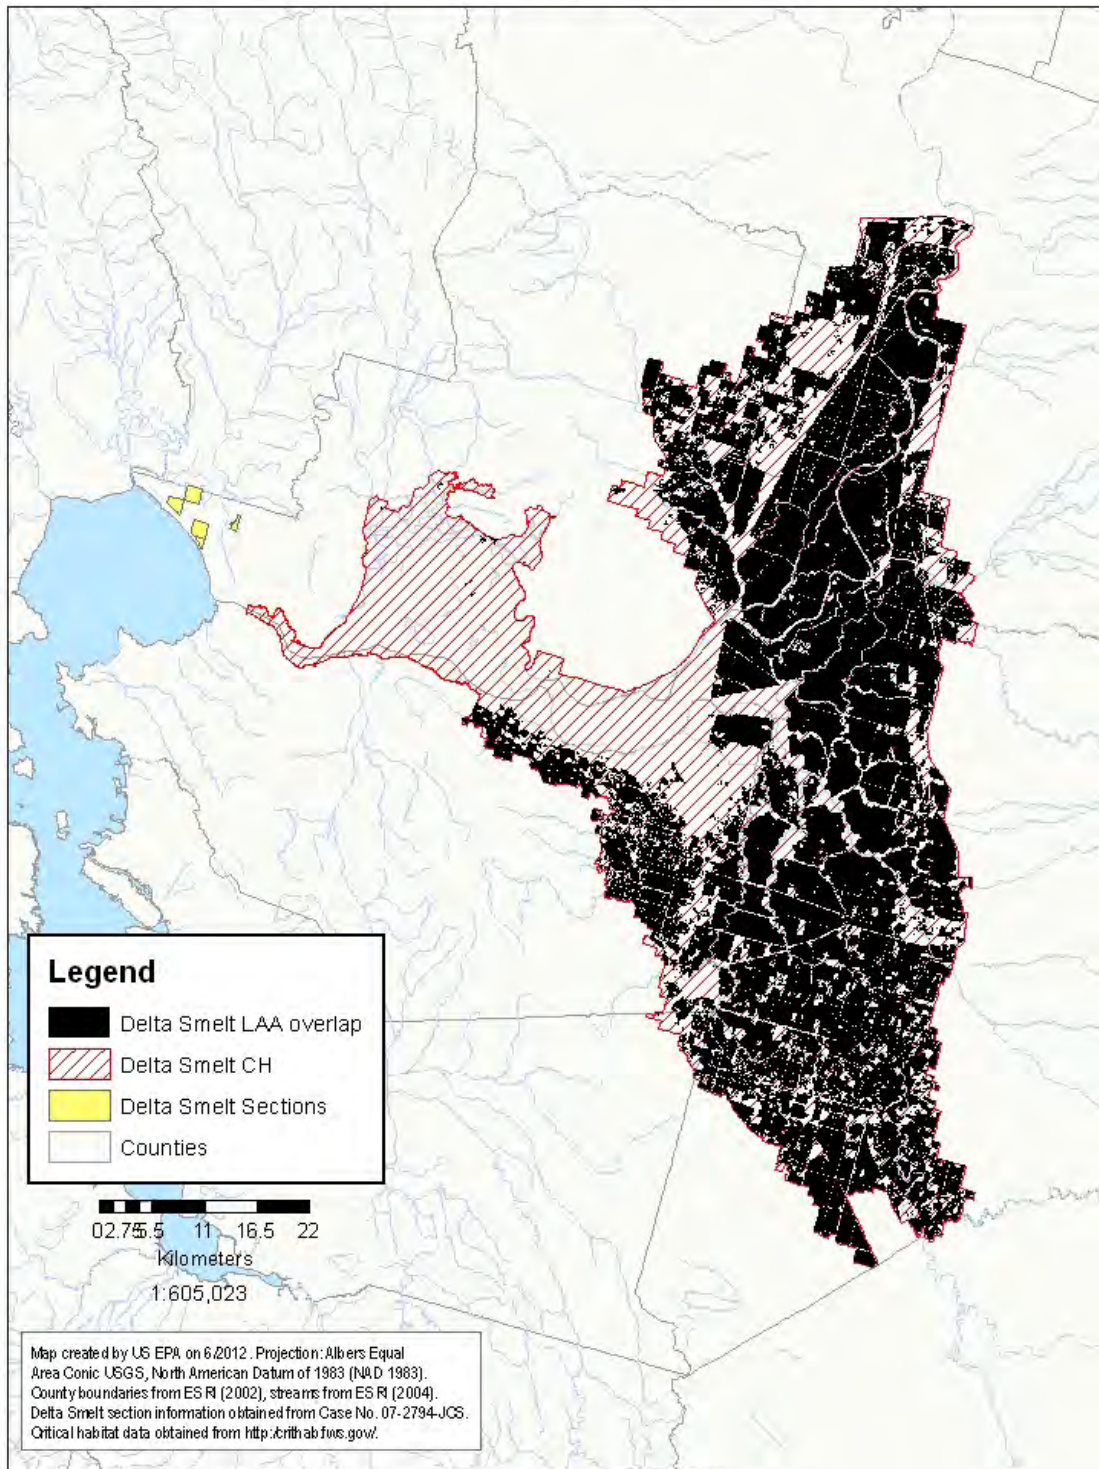 Legend
Delta Smelt LAA overlap
Delta Smelt CH
Delta Smelt Sections
Counties
02.755.5 11 16.5 22
Kilometers
1:605,023
Map created by US EPA on 6/2012. Projection: Albers Equal
Area Conic USGS, North American Datum of 1983 (NAD 1983).
County boundaries from ESRI (2002), streams from ESRI (2004).
Delta Smelt section information obtained from Case No. 07-2794-JCS.
Critical habitat data obtained from http:/crithab.fws.gov/.